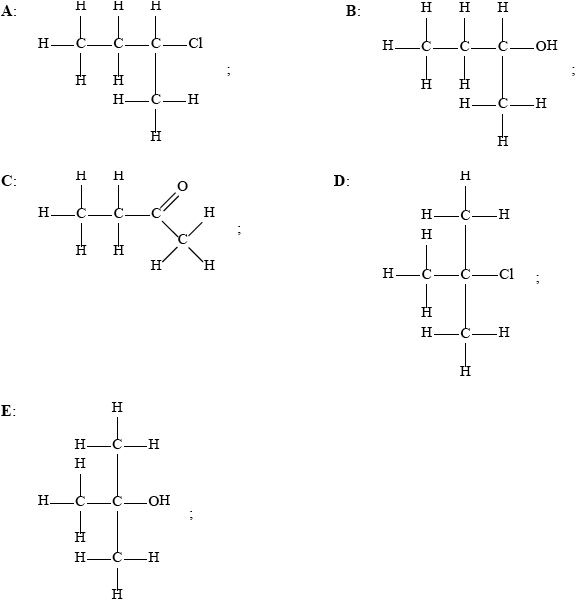 A: B:
H H H H H H
H C C C Cl ; H C C C OH ;
H H H H
H C H H C H
H H
C: D:
H H O H
H C C C H ; H C H
H H C H
H H H C C Cl ;
H
H C H
H
E:
H
H C H
H
H C C OH ;
H
H C H
H